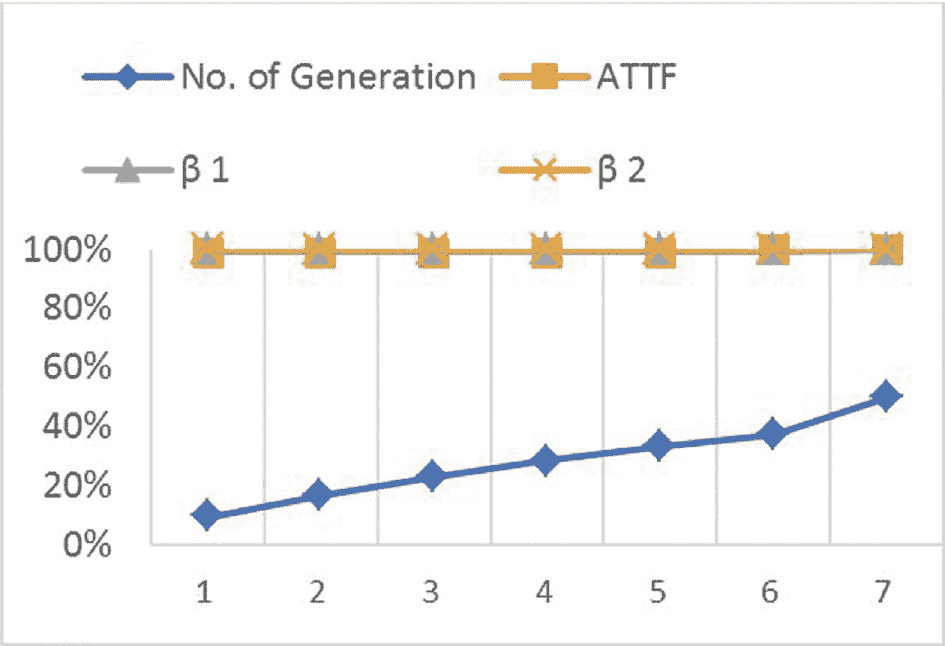 No. of Generation ATTF
β 1 β 2
100%
80%
60%
40%
20%
0%
1 2 3 4 5 6 7